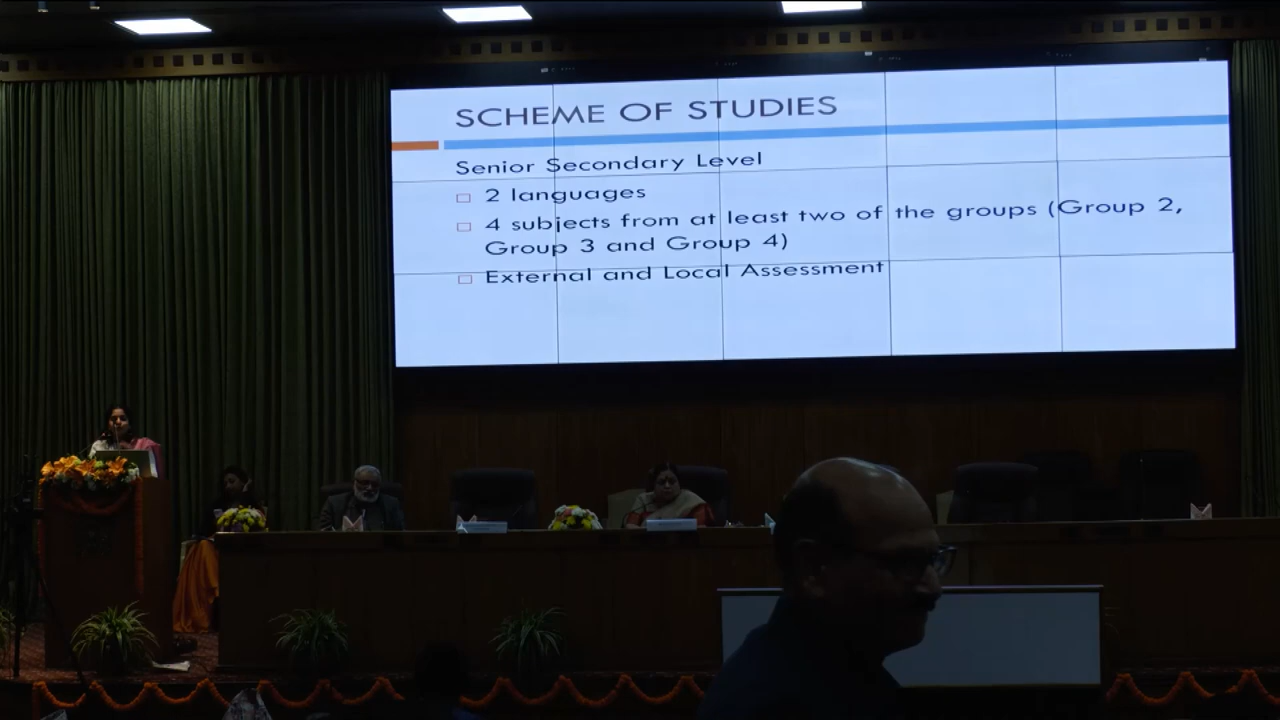 SCHEME OF STUDIES
Senior Secondary Level
2 languages
4 subjects from at least two of the groups (Group 2,
Group 3 and Group 4)
External and Local Assessment